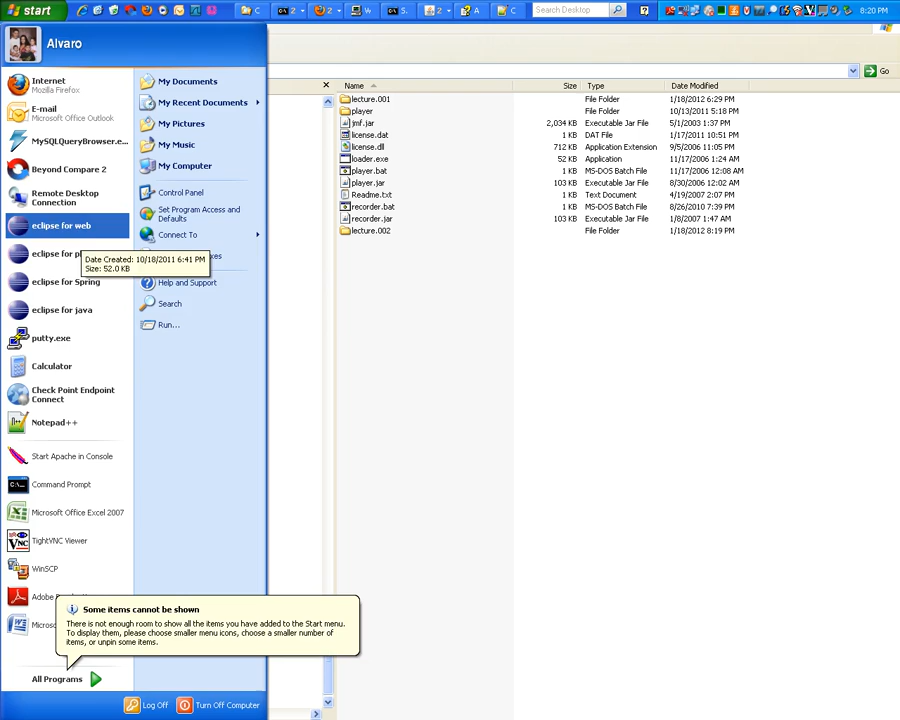 start
C
2
2
W
S.
2
A
C
Search Desktop
8:20 PM
Alvaro
Internet
Mozilla Firefox
E-mail
Microsoft Office Outlook
MySQLQueryBrowser.e...
Beyond Compare 2
Remote Desktop
Connection
eclipse for web
eclipse for p
eclipse for Spring
eclipse for java
putty.exe
Calculator
Check Point Endpoint
Connect
Notepad++
Start Apache in Console
Command Prompt
Microsoft Office Excel 2007
TightVNC Viewer
WinSCP
All Programs
My Documents
My Recent Documents
My Pictures
My Music
My Computer
Control Panel
Set Program Access and
Defaults
Connect To
Help and Support
Search
Run...
Date Created: 10/18/2011 6:41 PM
Size: 52.0 KB
Some items cannot be shown
There is not enough room to show all the items you have added to the Start menu.
To display them, please choose smaller menu icons, choose a smaller number of
items, or unpin some items.
Log Off
Turn Off Computer
Go
Name Size Type Date Modified
lecture.001 File Folder 1/18/2012 6:29 PM
player File Folder 10/13/2011 5:18 PM
jmf.jar 2,034 KB Executable Jar File 5/1/2003 1:37 PM
license.dat 1 KB DAT File 1/17/2011 10:51 PM
license.dll 712 KB Application Extension 9/5/2006 11:05 PM
loader.exe 52 KB Application 11/17/2006 1:24 AM
player.bat 1 KB MS-DOS Batch File 11/17/2006 12:08 AM
player.jar 103 KB Executable Jar File 8/30/2006 12:02 AM
Readme.txt 1 KB Text Document 4/19/2007 2:07 PM
recorder.bat 1 KB MS-DOS Batch File 8/26/2010 7:39 PM
recorder.jar 103 KB Executable Jar File 1/8/2007 1:47 AM
lecture.002 File Folder 1/18/2012 8:19 PM